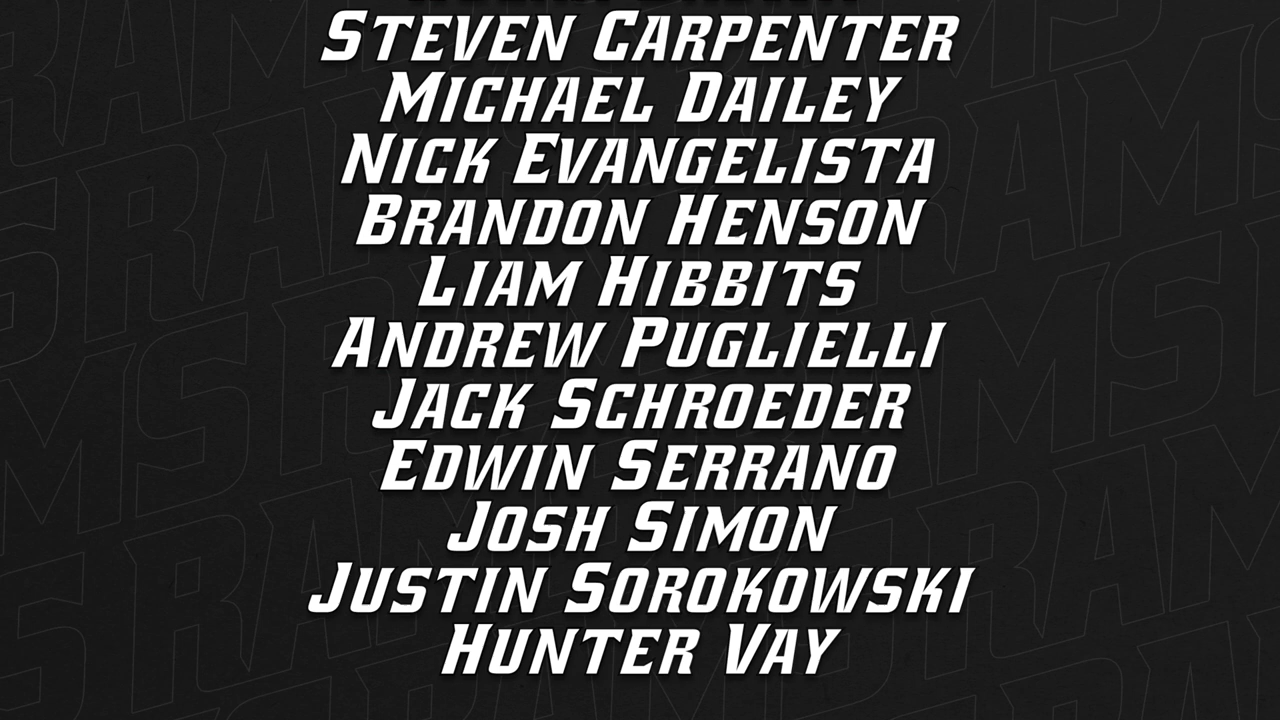 STEVEN CARPENTER
MICHAEL DAILEY
NICK EVANGELISTA
BRANDON HENSON
LIAM HIBBITS
ANDREW PUGLIELLI
JACK SCHROEDER
EDWIN SERRANO
JOSH SIMON
JUSTIN SOROKOWSKI
HUNTER VAY